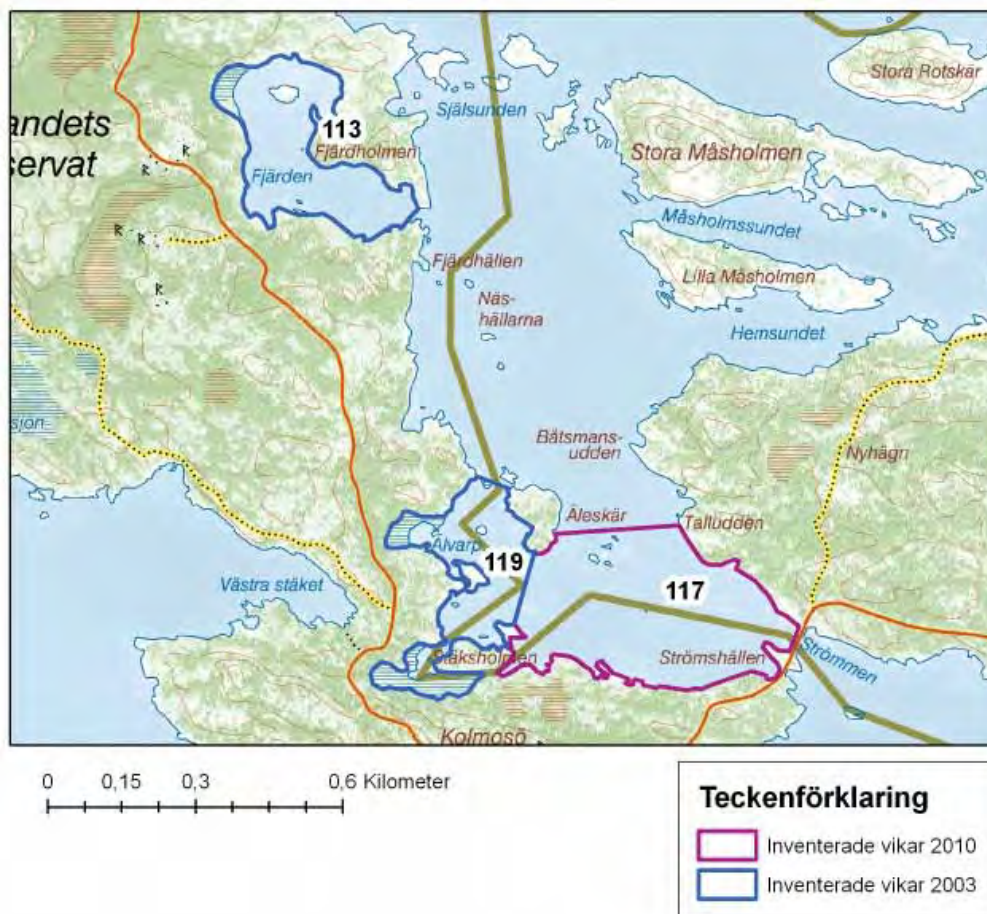 Stora Rotskär
Själsunden
andets
113
servat
Fjärdholmen
Stora Måsholmen
Fjärden
Måsholmssundet
Fjärdhällen
Lilla Måsholmen
Näs-
hällarna
Hemsundet
sjön
Båtsmans-
udden
Nyhägn
Äleskär
Talludden
Älvarp
119
117
Västra stäket
Stäksholmen
Strömshällen
Strömmen
Kolmosö
0 0,15 0,3 0,6 Kilometer
Teckenförklaring
Inventerade vikar 2010
Inventerade vikar 2003
R
R
R
R
R